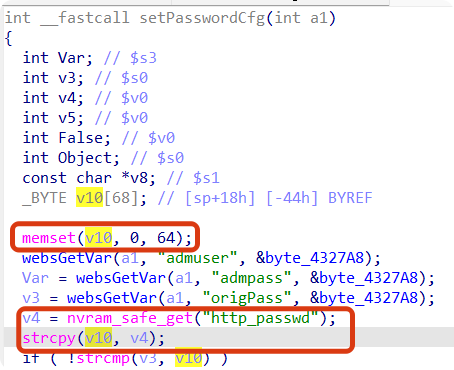 int __fastcall setPasswordCfg(int a1)
{
int Var; // $s3
int v3; // $s0
int v4; // $v0
int v5; // $v0
int False; // $v0
int Object; // $s0
const char *v8; // $s1
_BYTE v10[68]; // [sp+18h] [-44h] BYREF
memset(v10, 0, 64);
websGetVar(a1, "admuser", &byte_4327A8);
Var = websGetVar(a1, "admpass", &byte_4327A8);
v3 = websGetVar(a1, "origPass", &byte_4327A8);
v4 = nvram_safe_get("http_passwd");
strcpy(v10, v4);
if ( !strcmp(v3, v10) )